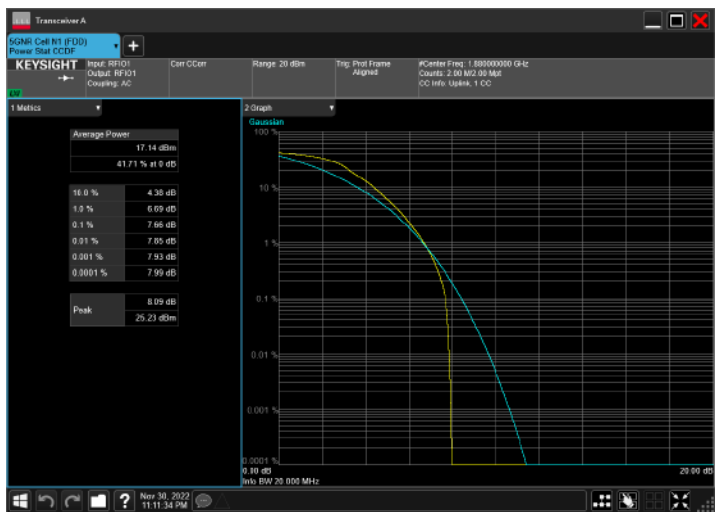 Transceiver A
5GNR Cell N1 (FDD)
Power Stat CCDF
KEYSIGHT
Input: RFIO1
Output: RFIO1
Coupling: AC
Corr CCorr
Range: 20 dBm
Trig: Prot Frame
Aligned
#Center Freq: 1.880000000 GHz
Counts: 2.00 M/2.00 Mpt
CC Info: Uplink, 1 CC
1 Metrics
Average Power
17.14 dBm
41.71 % at 0 dB
10.0 % 4.38 dB
1.0 % 6.69 dB
0.1 % 7.66 dB
0.01 % 7.85 dB
0.001 % 7.93 dB
0.0001 % 7.99 dB
Peak
8.09 dB
25.23 dBm
2 Graph
Gaussian
100 %
10 %
1 %
0.1 %
0.01 %
0.001 %
0.0001 %
0.00 dB
20.00 dB
Info BW 20.000 MHz
?
Nov 30, 2022
11:11:34 PM